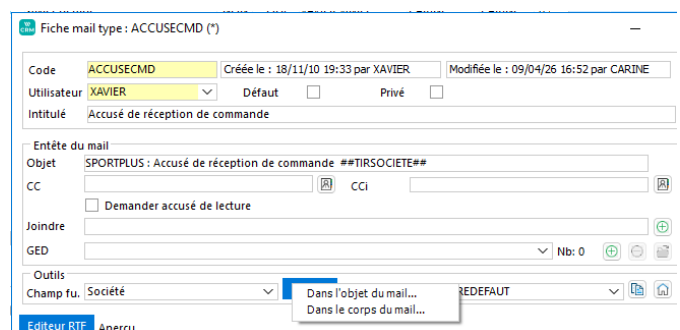 CRM
Fiche mail type : ACCUSECMD (*)
Code ACCUSECMD Créée le : 18/11/10 19:33 par XAVIER Modifiée le : 09/04/26 16:52 par CARINE
Utilisateur XAVIER Défaut Privé
Intitulé Accusé de réception de commande
Entête du mail
Objet SPORTPLUS : Accusé de réception de commande ##TIRSOCIETE##
CC CCi
Demander accusé de lecture
Joindre
GED Nb: 0
Outils
Champ fu. Société REDEFAUT
Dans l'objet du mail...
Dans le corps du mail...
Editeur RTF Aperçu